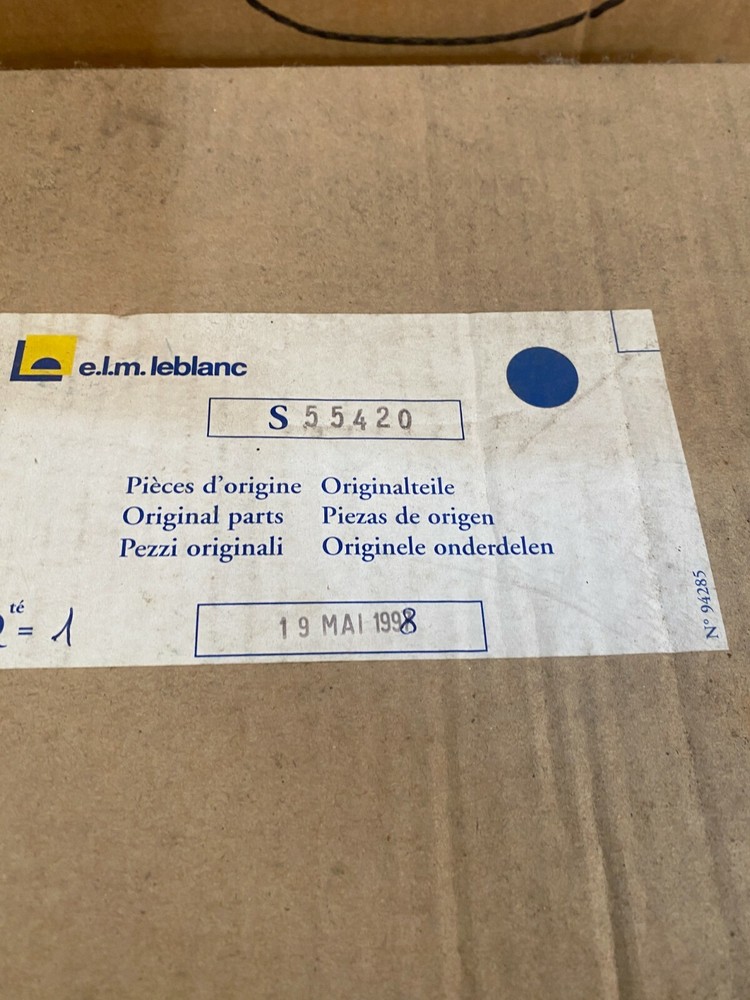 e.l.m. leblanc
S 55420
Pièces d'origine Originalteile
Original parts Piezas de origen
Pezzi originali Originele onderdelen
té = 1
19 MAI 1998
N° 94285